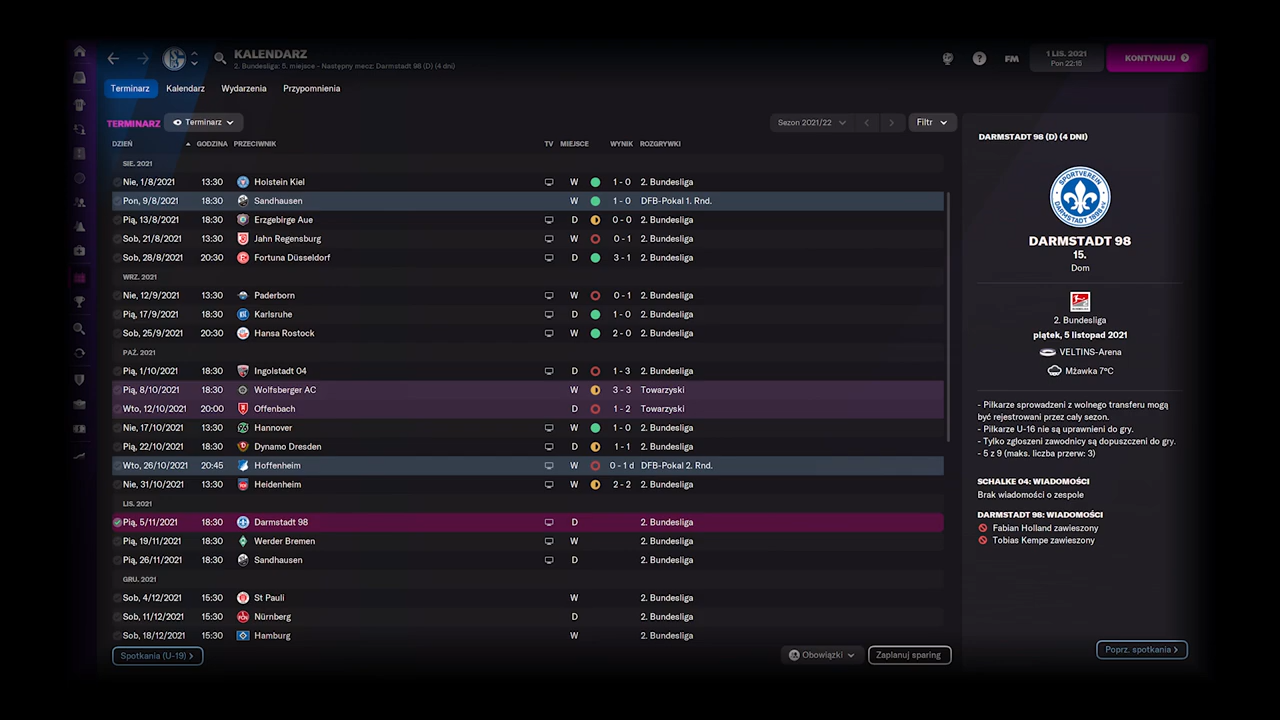 KALENDARZ
2. Bundesliga: 5. miejsce - Następny mecz: Darmstadt 98 (D) (4 dni)
FM
1 LIS. 2021
Pon 22:15
KONTYNUUJ
Terminarz Kalendarz Wydarzenia Przypomnienia
TERMINARZ Terminarz Sezon 2021/22 Filtr
DZIEŃ GODZINA PRZECIWNIK TV MIEJSCE WYNIK ROZGRYWKI
SIE. 2021
Nie, 1/8/2021 13:30 Holstein Kiel W 1 - 0 2. Bundesliga
Pon, 9/8/2021 18:30 Sandhausen W 1 - 0 DFB-Pokal 1. Rnd.
Pią, 13/8/2021 18:30 Erzgebirge Aue D 0 - 0 2. Bundesliga
Sob, 21/8/2021 13:30 Jahn Regensburg W 0 - 1 2. Bundesliga
Sob, 28/8/2021 20:30 Fortuna Düsseldorf D 3 - 1 2. Bundesliga
WRZ. 2021
Nie, 12/9/2021 13:30 Paderborn W 0 - 1 2. Bundesliga
Pią, 17/9/2021 18:30 Karlsruhe D 1 - 0 2. Bundesliga
Sob, 25/9/2021 20:30 Hansa Rostock W 2 - 0 2. Bundesliga
PAŹ. 2021
Pią, 1/10/2021 18:30 Ingolstadt 04 D 1 - 3 2. Bundesliga
Pią, 8/10/2021 18:30 Wolfsberger AC W 3 - 3 Towarzyski
Wto, 12/10/2021 20:00 Offenbach D 1 - 2 Towarzyski
Nie, 17/10/2021 13:30 Hannover W 1 - 0 2. Bundesliga
Pią, 22/10/2021 18:30 Dynamo Dresden D 1 - 1 2. Bundesliga
Wto, 26/10/2021 20:45 Hoffenheim W 0 - 1 d DFB-Pokal 2. Rnd.
Nie, 31/10/2021 13:30 Heidenheim W 2 - 2 2. Bundesliga
LIS. 2021
Pią, 5/11/2021 18:30 Darmstadt 98 D 2. Bundesliga
Pią, 19/11/2021 18:30 Werder Bremen W 2. Bundesliga
Pią, 26/11/2021 18:30 Sandhausen D 2. Bundesliga
GRU. 2021
Sob, 4/12/2021 15:30 St Pauli W 2. Bundesliga
Sob, 11/12/2021 15:30 Nürnberg D 2. Bundesliga
Sob, 18/12/2021 15:30 Hamburg W 2. Bundesliga
Spotkania (U-19) Obowiązki Zaplanuj sparing
DARMSTADT 98 (D) (4 DNI)
SPORTVEREIN
DARMSTADT 1898 e.V.
DARMSTADT 98
15.
Dom
2. Bundesliga
piątek, 5 listopad 2021
VELTINS-Arena
Mżawka 7°C
- Piłkarze sprowadzeni z wolnego transferu mogą
być rejestrowani przez cały sezon.
- Piłkarze U-16 nie są uprawnieni do gry.
- Tylko zgłoszeni zawodnicy są dopuszczeni do gry.
- 5 z 9 (maks. liczba przerw: 3)
SCHALKE 04: WIADOMOŚCI
Brak wiadomości o zespole
DARMSTADT 98: WIADOMOŚCI
Fabian Holland zawieszony
Tobias Kempe zawieszony
Poprz. spotkania